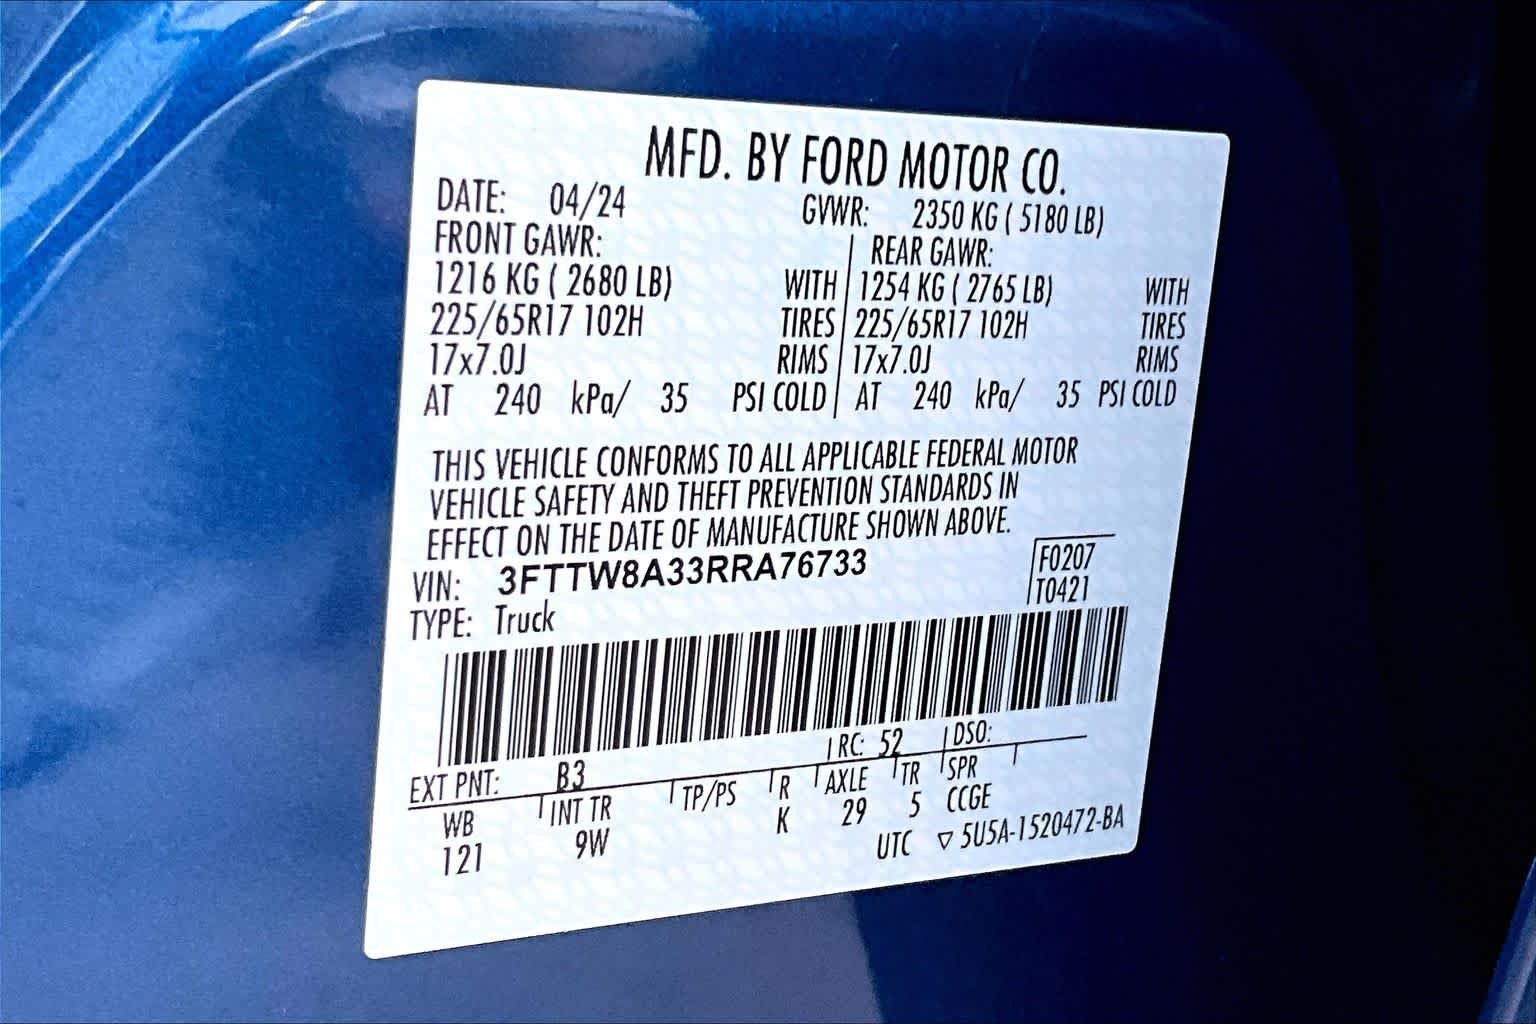 MFD. BY FORD MOTOR CO.
DATE: 04/24 GVWR: 2350 KG ( 5180 LB)
FRONT GAWR: REAR GAWR:
1216 KG ( 2680 LB) WITH 1254 KG ( 2765 LB) WITH
225/65R17 102H TIRES 225/65R17 102H TIRES
17x7.0J RIMS 17x7.0J RIMS
AT 240 kPa/ 35 PSI COLD AT 240 kPa/ 35 PSI COLD
THIS VEHICLE CONFORMS TO ALL APPLICABLE FEDERAL MOTOR
VEHICLE SAFETY AND THEFT PREVENTION STANDARDS IN
EFFECT ON THE DATE OF MANUFACTURE SHOWN ABOVE.
VIN: 3FTTW8A33RRA76733 F0207
TYPE: Truck T0421
EXT PNT: B3 RC: 52 DSO:
WB INT TR TP/PS R AXLE TR SPR
121 9W K 29 5 CCGE
UTC ▽ 5U5A-1520472-BA